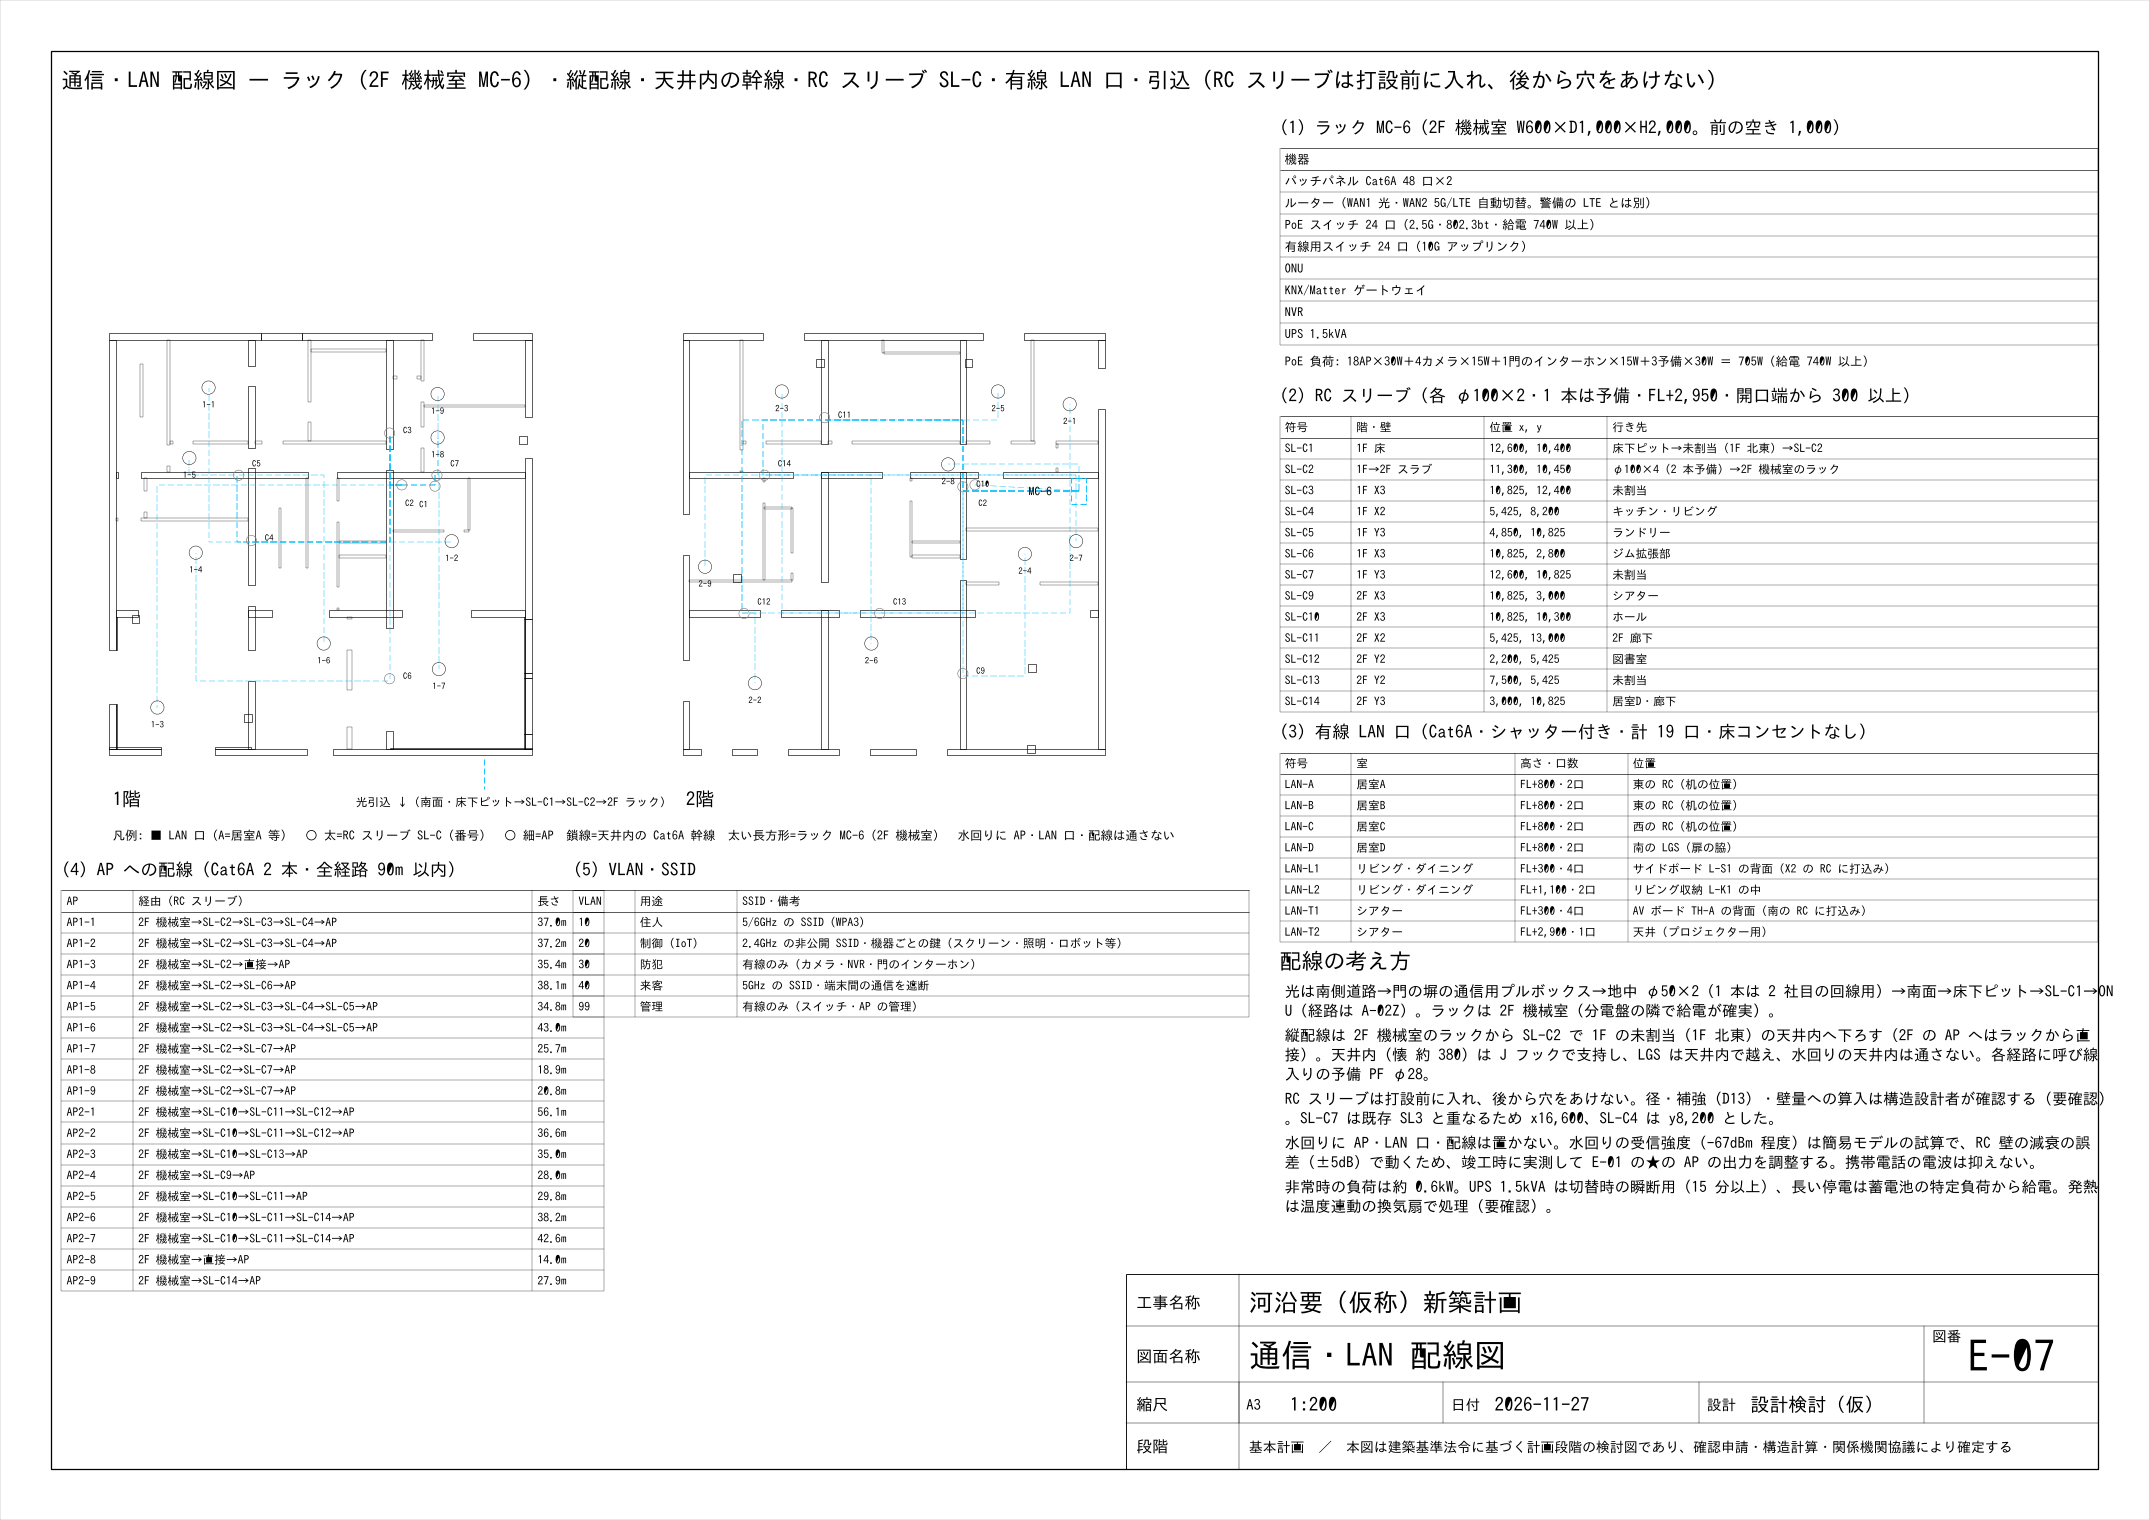 通信・LAN 配線図 ー ラック（2F 機械室 MC-6）・縦配線・天井内の幹線・RC スリーブ SL-C・有線 LAN 口・引込（RC スリーブは打設前に入れ、後から穴をあけない）
1-1
1-9
1-8
1-5
1-2
1-4
1-6
1-7
1-3
C3
C5
C7
C2
C1
C4
C6
2-3
2-5
2-1
2-8
2-7
2-4
2-9
2-6
2-2
C11
C14
C10
C2
MC-6
C12
C13
C9
1階
光引込 ↓（南面・床下ピット→SL-C1→SL-C2→2F ラック）
2階
凡例: ■ LAN 口（A=居室A 等） ○ 太=RC スリーブ SL-C（番号） ○ 細=AP 鎖線=天井内の Cat6A 幹線 太い長方形=ラック MC-6（2F 機械室） 水回りに AP・LAN 口・配線は通さない
（4）AP への配線（Cat6A 2 本・全経路 90m 以内）
AP 経由（RC スリーブ） 長さ
AP1-1 2F 機械室→SL-C2→SL-C3→SL-C4→AP 37.0m
AP1-2 2F 機械室→SL-C2→SL-C3→SL-C4→AP 37.2m
AP1-3 2F 機械室→SL-C2→直接→AP 35.4m
AP1-4 2F 機械室→SL-C2→SL-C6→AP 38.1m
AP1-5 2F 機械室→SL-C2→SL-C3→SL-C4→SL-C5→AP 34.8m
AP1-6 2F 機械室→SL-C2→SL-C3→SL-C4→SL-C5→AP 43.0m
AP1-7 2F 機械室→SL-C2→SL-C7→AP 25.7m
AP1-8 2F 機械室→SL-C2→SL-C7→AP 18.9m
AP1-9 2F 機械室→SL-C2→SL-C7→AP 20.8m
AP2-1 2F 機械室→SL-C10→SL-C11→SL-C12→AP 56.1m
AP2-2 2F 機械室→SL-C10→SL-C11→SL-C12→AP 36.6m
AP2-3 2F 機械室→SL-C10→SL-C13→AP 35.0m
AP2-4 2F 機械室→SL-C9→AP 28.0m
AP2-5 2F 機械室→SL-C10→SL-C11→AP 29.8m
AP2-6 2F 機械室→SL-C10→SL-C11→SL-C14→AP 38.2m
AP2-7 2F 機械室→SL-C10→SL-C11→SL-C14→AP 42.6m
AP2-8 2F 機械室→直接→AP 14.0m
AP2-9 2F 機械室→SL-C14→AP 27.9m
（5）VLAN・SSID
VLAN 用途 SSID・備考
10 住人 5/6GHz の SSID（WPA3）
20 制御（IoT） 2.4GHz の非公開 SSID・機器ごとの鍵（スクリーン・照明・ロボット等）
30 防犯 有線のみ（カメラ・NVR・門のインターホン）
40 来客 5GHz の SSID・端末間の通信を遮断
99 管理 有線のみ（スイッチ・AP の管理）
（1）ラック MC-6（2F 機械室 W600×D1,000×H2,000。前の空き 1,000）
機器
パッチパネル Cat6A 48 口×2
ルーター（WAN1 光・WAN2 5G/LTE 自動切替。警備の LTE とは別）
PoE スイッチ 24 口（2.5G・802.3bt・給電 740W 以上）
有線用スイッチ 24 口（10G アップリンク）
ONU
KNX/Matter ゲートウェイ
NVR
UPS 1.5kVA
PoE 負荷: 18AP×30W+4カメラ×15W+1門のインターホン×15W+3予備×30W = 705W（給電 740W 以上）
（2）RC スリーブ（各 φ100×2・1 本は予備・FL+2,950・開口端から 300 以上）
符号 階・壁 位置 x, y 行き先
SL-C1 1F 床 12,600, 10,400 床下ピット→未割当（1F 北東）→SL-C2
SL-C2 1F→2F スラブ 11,300, 10,450 φ100×4（2 本予備）→2F 機械室のラック
SL-C3 1F X3 10,825, 12,400 未割当
SL-C4 1F X2 5,425, 8,200 キッチン・リビング
SL-C5 1F Y3 4,850, 10,825 ランドリー
SL-C6 1F X3 10,825, 2,800 ジム拡張部
SL-C7 1F Y3 12,600, 10,825 未割当
SL-C9 2F X3 10,825, 3,000 シアター
SL-C10 2F X3 10,825, 10,300 ホール
SL-C11 2F X2 5,425, 13,000 2F 廊下
SL-C12 2F Y2 2,200, 5,425 図書室
SL-C13 2F Y2 7,500, 5,425 未割当
SL-C14 2F Y3 3,000, 10,825 居室D・廊下
（3）有線 LAN 口（Cat6A・シャッター付き・計 19 口・床コンセントなし）
符号 室 高さ・口数 位置
LAN-A 居室A FL+800・2口 東の RC（机の位置）
LAN-B 居室B FL+800・2口 東の RC（机の位置）
LAN-C 居室C FL+800・2口 西の RC（机の位置）
LAN-D 居室D FL+800・2口 南の LGS（扉の脇）
LAN-L1 リビング・ダイニング FL+300・4口 サイドボード L-S1 の背面（X2 の RC に打込み）
LAN-L2 リビング・ダイニング FL+1,100・2口 リビング収納 L-K1 の中
LAN-T1 シアター FL+300・4口 AV ボード TH-A の背面（南の RC に打込み）
LAN-T2 シアター FL+2,900・1口 天井（プロジェクター用）
配線の考え方
光は南側道路→門の塀の通信用プルボックス→地中 φ50×2（1 本は 2 社目の回線用）→南面→床下ピット→SL-C1→ON
U（経路は A-02Z）。ラックは 2F 機械室（分電盤の隣で給電が確実）。
縦配線は 2F 機械室のラックから SL-C2 で 1F の未割当（1F 北東）の天井内へ下ろす（2F の AP へはラックから直
接）。天井内（懐 約 380）は J フックで支持し、LGS は天井内で越え、水回りの天井内は通さない。各経路に呼び線
入りの予備 PF φ28。
RC スリーブは打設前に入れ、後から穴をあけない。径・補強（D13）・壁量への算入は構造設計者が確認する（要確認）
。SL-C7 は既存 SL3 と重なるため x16,600、SL-C4 は y8,200 とした。
水回りに AP・LAN 口・配線は置かない。水回りの受信強度（-67dBm 程度）は簡易モデルの試算で、RC 壁の減衰の誤
差（±5dB）で動くため、竣工時に実測して E-01 の★の AP の出力を調整する。携帯電話の電波は抑えない。
非常時の負荷は約 0.6kW。UPS 1.5kVA は切替時の瞬断用（15 分以上）、長い停電は蓄電池の特定負荷から給電。発熱
は温度連動の換気扇で処理（要確認）。
工事名称 河沿要（仮称）新築計画
図面名称 通信・LAN 配線図 図番 E-07
縮尺 A3 1:200 日付 2026-11-27 設計 設計検討（仮）
段階 基本計画 ／ 本図は建築基準法令に基づく計画段階の検討図であり、確認申請・構造計算・関係機関協議により確定する